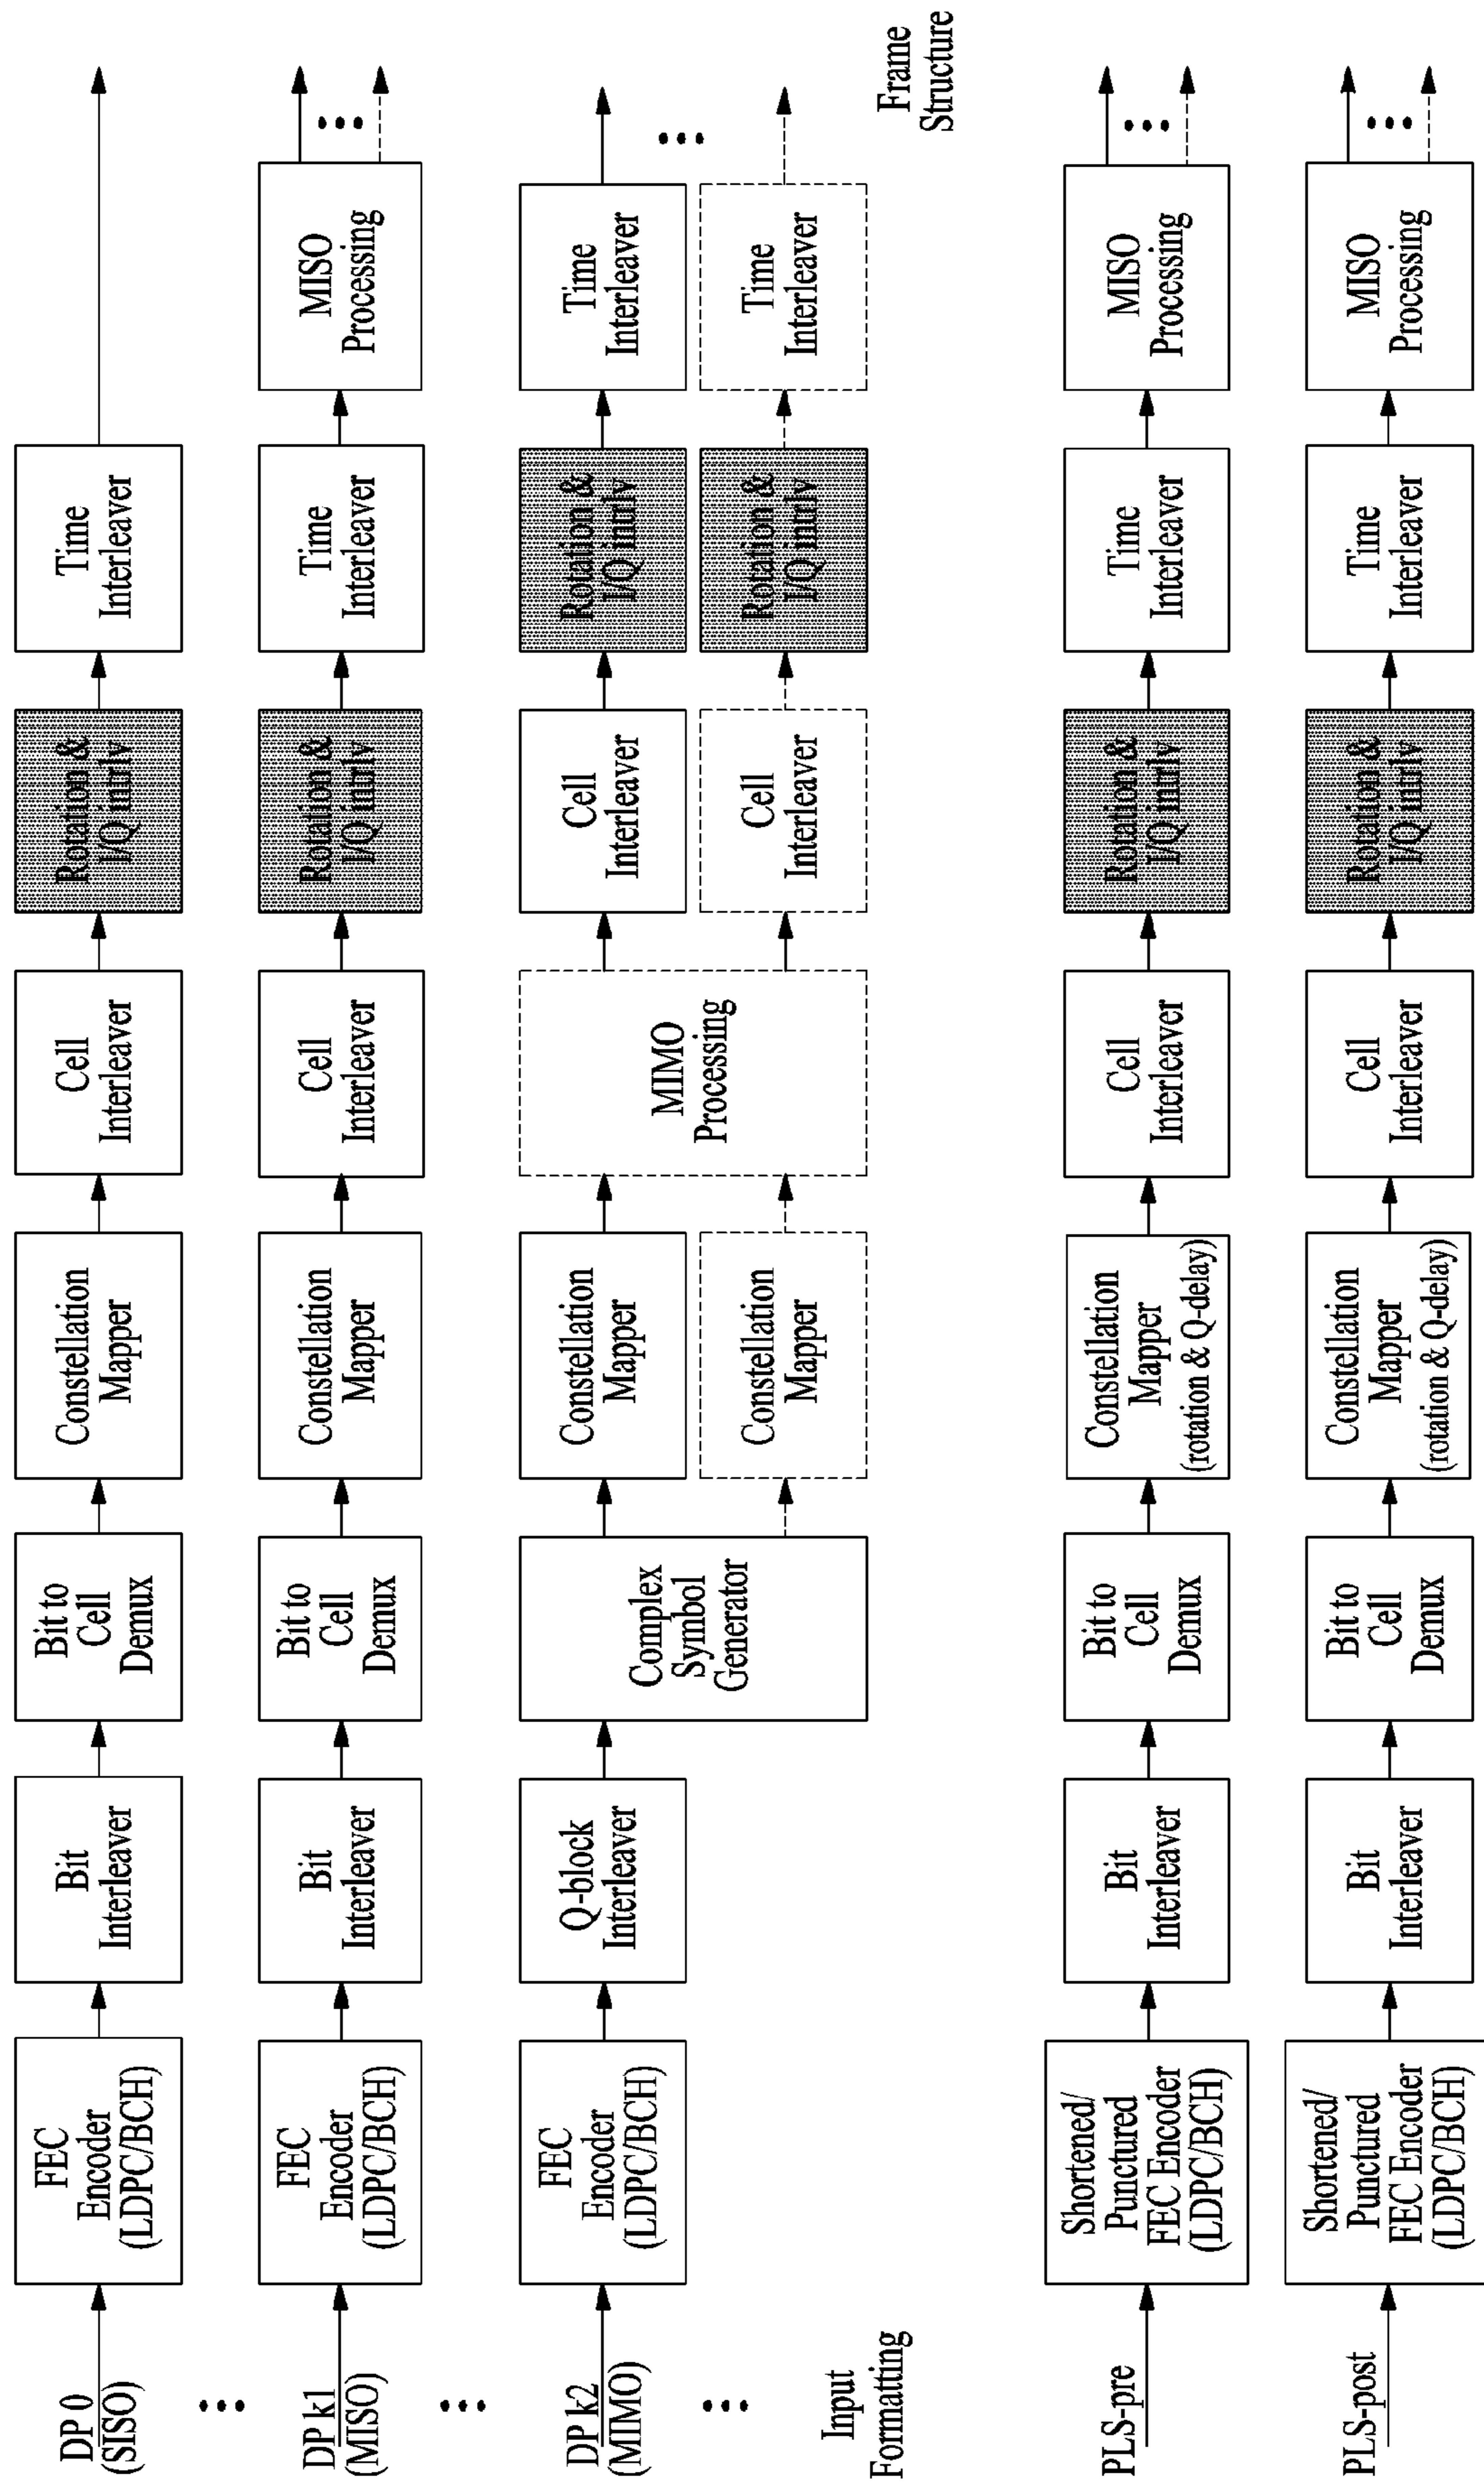 DP 0
(SISO)
FEC
Encoder
(LDPC/BCH)
Bit
Interleaver
Bit to
Cell
Demux
Constellation
Mapper
Cell
Interleaver
Rotation &
I/Q intrlv
Time
Interleaver
DP k1
(MISO)
FEC
Encoder
(LDPC/BCH)
Bit
Interleaver
Bit to
Cell
Demux
Constellation
Mapper
Cell
Interleaver
Rotation &
I/Q intrlv
Time
Interleaver
MISO
Processing
DP k2
(MIMO)
FEC
Encoder
(LDPC/BCH)
Q-block
Interleaver
Complex
Symbol
Generator
Constellation
Mapper
Constellation
Mapper
MIMO
Processing
Cell
Interleaver
Cell
Interleaver
Rotation &
I/Q intrlv
Rotation &
I/Q intrlv
Time
Interleaver
Time
Interleaver
Input
Formatting
Frame
Structure
PLS-pre
Shortened/
Punctured
FEC Encoder
(LDPC/BCH)
Bit
Interleaver
Bit to
Cell
Demux
Constellation
Mapper
(rotation & Q-delay)
Cell
Interleaver
Rotation &
I/Q intrlv
Time
Interleaver
MISO
Processing
PLS-post
Shortened/
Punctured
FEC Encoder
(LDPC/BCH)
Bit
Interleaver
Bit to
Cell
Demux
Constellation
Mapper
(rotation & Q-delay)
Cell
Interleaver
Rotation &
I/Q intrlv
Time
Interleaver
MISO
Processing